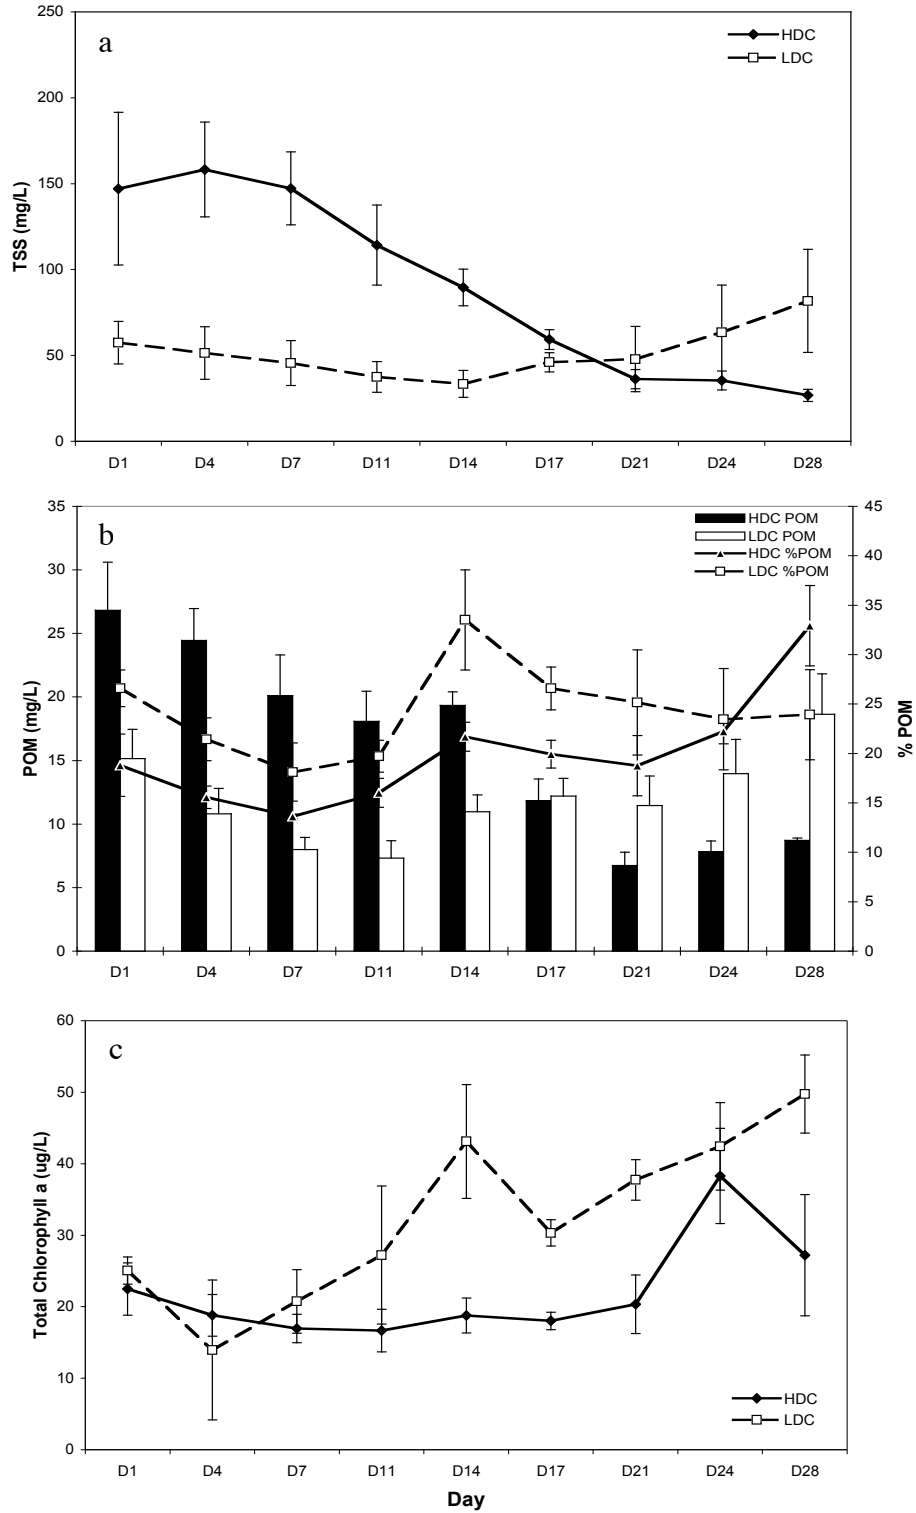 250
200
150
100
50
0
TSS (mg/L)
a
HDC
LDC
D1 D4 D7 D11 D14 D17 D21 D24 D28
35
30
25
20
15
10
5
0
POM (mg/L)
b
HDC POM
LDC POM
HDC %POM
LDC %POM
45
40
35
30
25
20
15
10
5
0
% POM
D1 D4 D7 D11 D14 D17 D21 D24 D28
60
50
40
30
20
10
0
Total Chlorophyll a (ug/L)
c
HDC
LDC
D1 D4 D7 D11 D14 D17 D21 D24 D28
Day